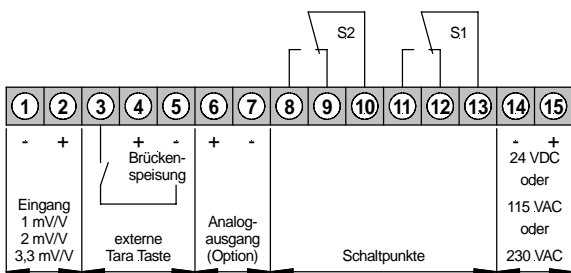 S2 S1
1 2 3 4 5 6 7 8 9 10 11 12 13 14 15
- + + - + - - +
Brücken-
speisung
24 VDC
oder
115 VAC
oder
230 VAC
Eingang
1 mV/V
2 mV/V
3,3 mV/V
externe
Tara Taste
Analog-
ausgang
(Option)
Schaltpunkte